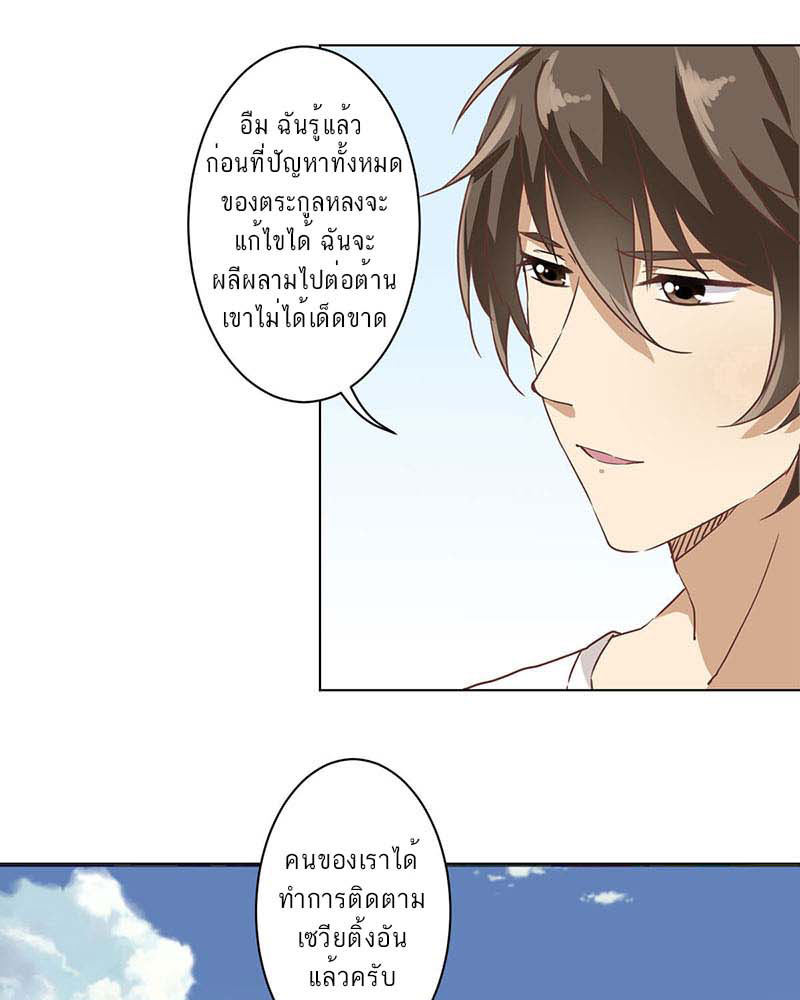 อืม ฉันรู้แล้ว
ก่อนที่ปัญหาทั้งหมด
ของตระกูลหลงจะ
แก้ไขได้ ฉันจะ
ผลีผลามไปต่อต้าน
เขาไม่ได้เด็ดขาด
คนของเราได้
ทำการติดตาม
เซวียติ้งอัน
แล้วครับ